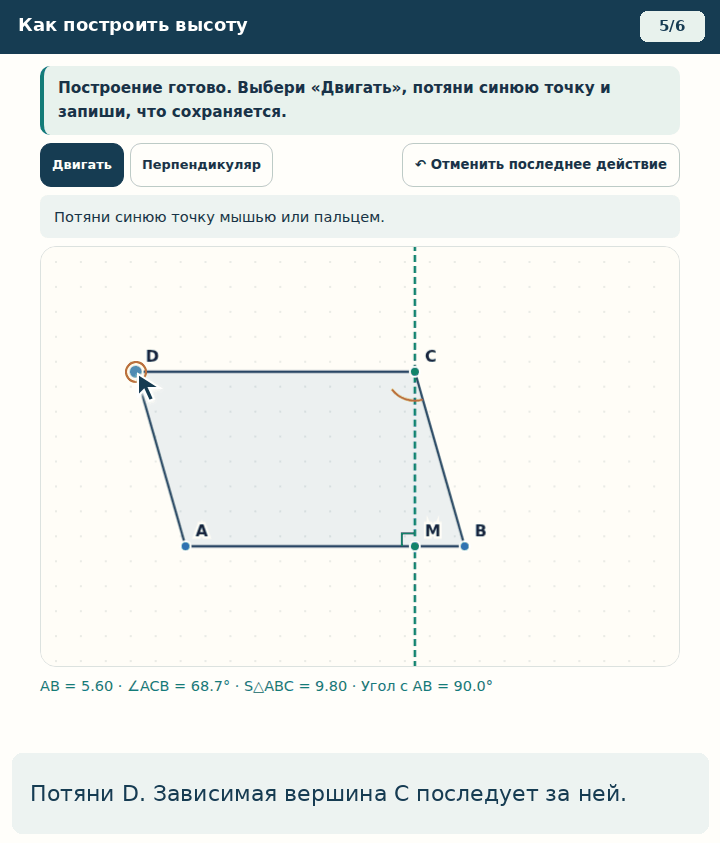 Как построить высоту
5/6
Построение готово. Выбери «Двигать», потяни синюю точку и
запиши, что сохраняется.
Двигать
Перпендикуляр
↶ Отменить последнее действие
Потяни синюю точку мышью или пальцем.
D
C
A
M
B
AB = 5.60 · ∠ACB = 68.7° · S△ABC = 9.80 · Угол с AB = 90.0°
Потяни D. Зависимая вершина C последует за ней.